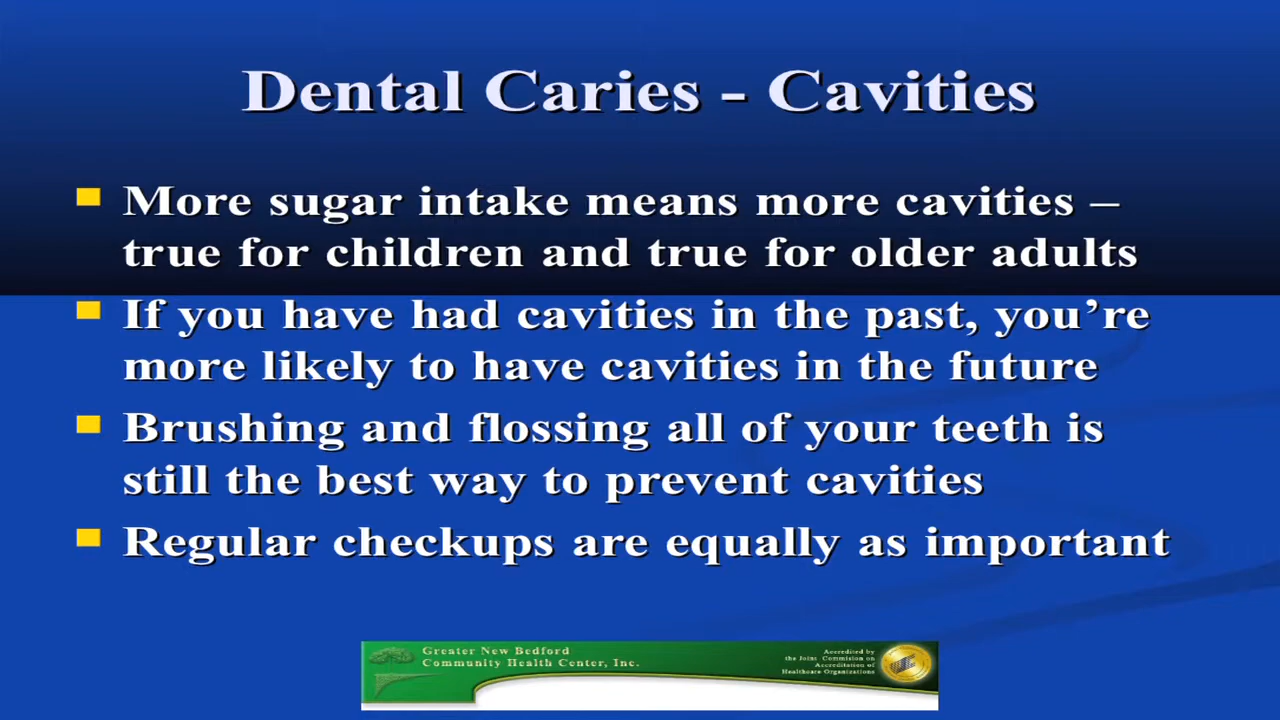 Dental Caries - Cavities
More sugar intake means more cavities –
true for children and true for older adults
If you have had cavities in the past, you’re
more likely to have cavities in the future
Brushing and flossing all of your teeth is
still the best way to prevent cavities
Regular checkups are equally as important
Greater New Bedford
Community Health Center, Inc.
Accredited by
the Joint Commision on
Accreditation of
Healthcare Organizations